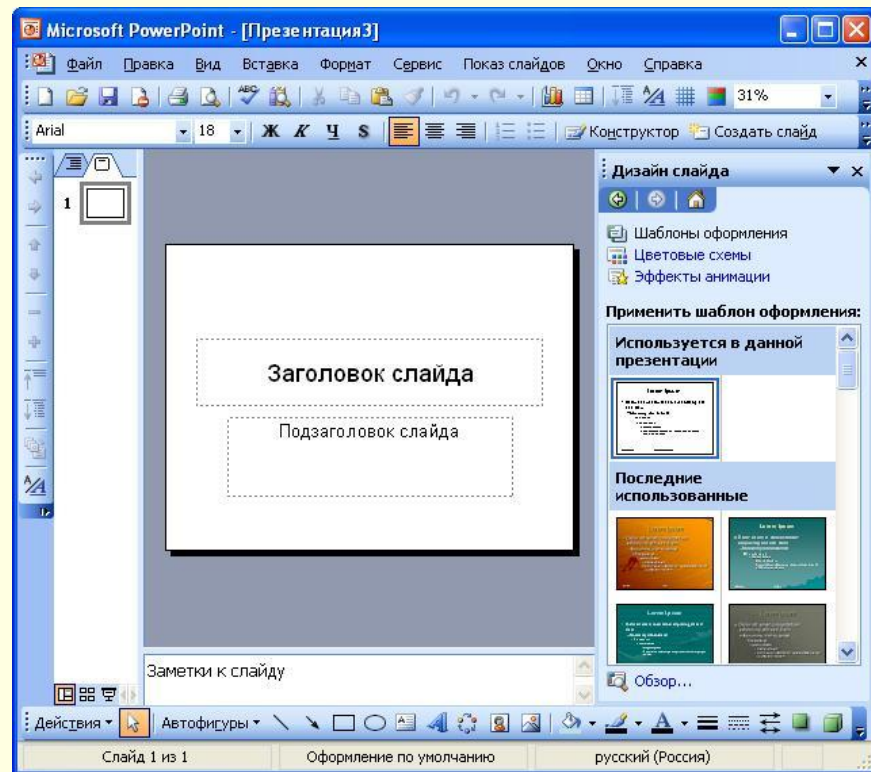 Microsoft PowerPoint - [Презентация3]
Файл Правка Вид Вставка Формат Сервис Показ слайдов Окно Справка
31%
Arial 18 Ж К Ч S Конструктор Создать слайд
Дизайн слайда
1
Шаблоны оформления
Цветовые схемы
Эффекты анимации
Применить шаблон оформления:
Используется в данной
презентации
Заголовок слайда
Подзаголовок слайда
Последние
использованные
Заметки к слайду
Обзор...
Действия Автофигуры
Слайд 1 из 1 Оформление по умолчанию русский (Россия)